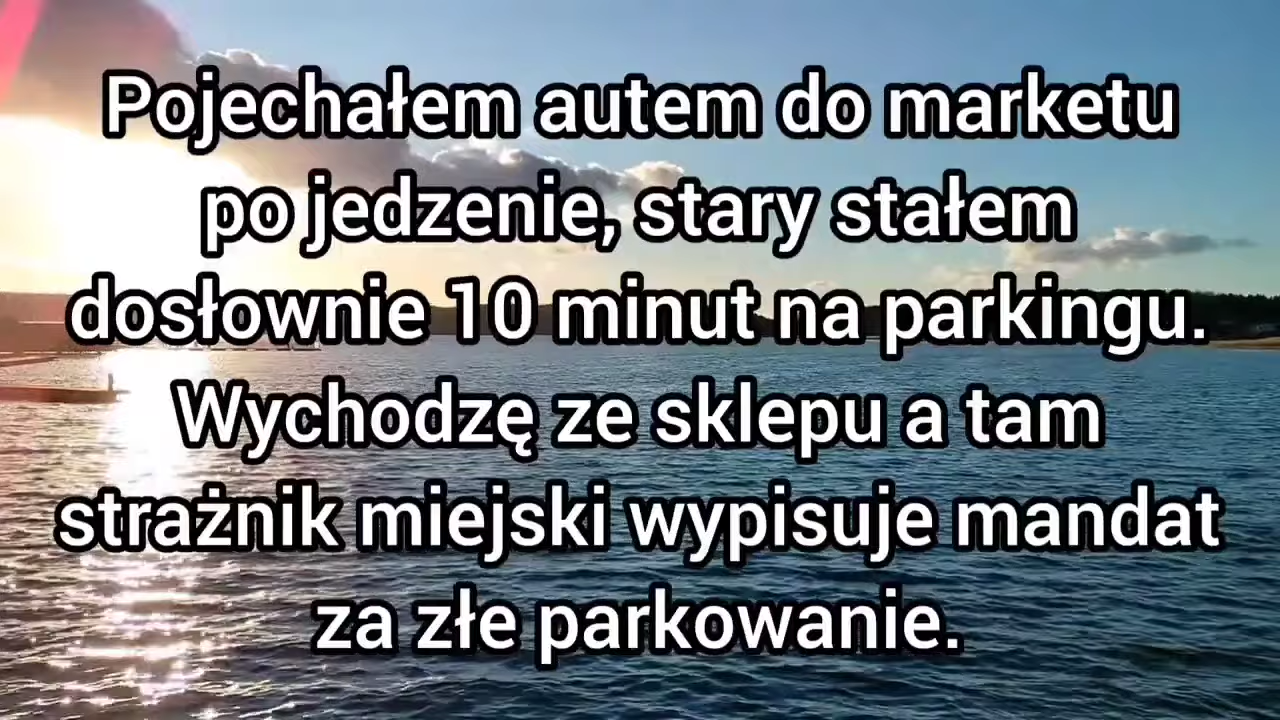 Pojechałem autem do marketu
po jedzenie, stary stałem
dosłownie 10 minut na parkingu.
Wychodzę ze sklepu a tam
strażnik miejski wypisuje mandat
za złe parkowanie.